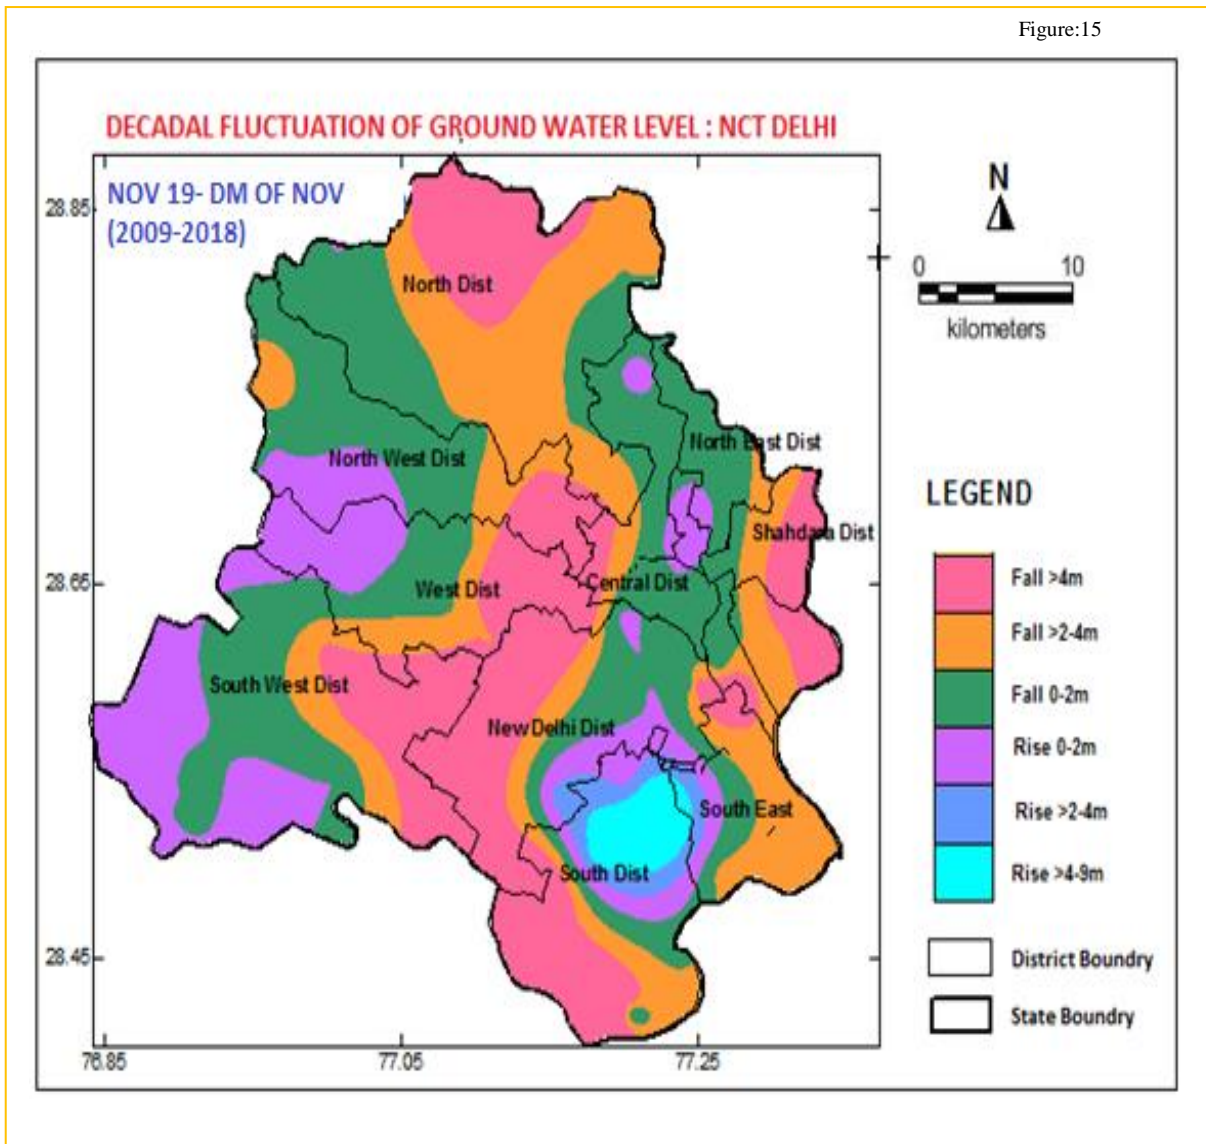 Figure:15
DECADAL FLUCTUATION OF GROUND WATER LEVEL : NCT DELHI
NOV 19- DM OF NOV
(2009-2018)
N
0 10
kilometers
28.85
28.65
28.45
76.85
77.05
77.25
North Dist
North West Dist
North East Dist
Shahdara Dist
West Dist
Central Dist
South West Dist
New Delhi Dist
South East
South Dist
LEGEND
Fall >4m
Fall >2-4m
Fall 0-2m
Rise 0-2m
Rise >2-4m
Rise >4-9m
District Boundry
State Boundry